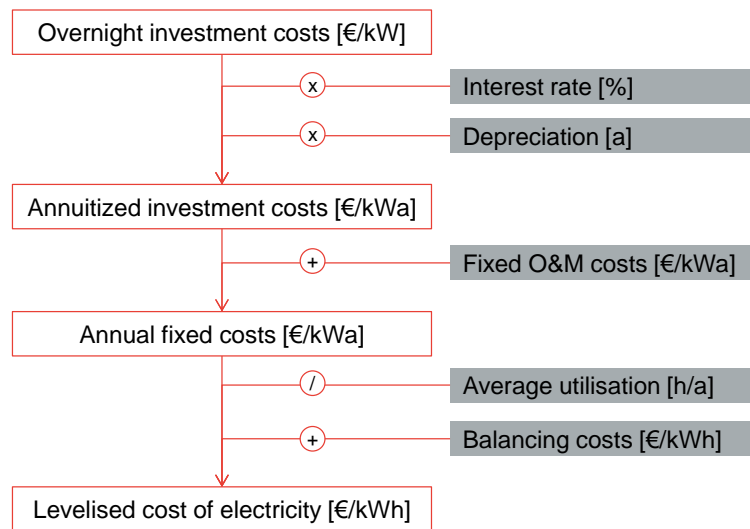 Overnight investment costs [€/kW]
x
Interest rate [%]
x
Depreciation [a]
Annuitized investment costs [€/kWa]
+
Fixed O&M costs [€/kWa]
Annual fixed costs [€/kWa]
/
Average utilisation [h/a]
+
Balancing costs [€/kWh]
Levelised cost of electricity [€/kWh]